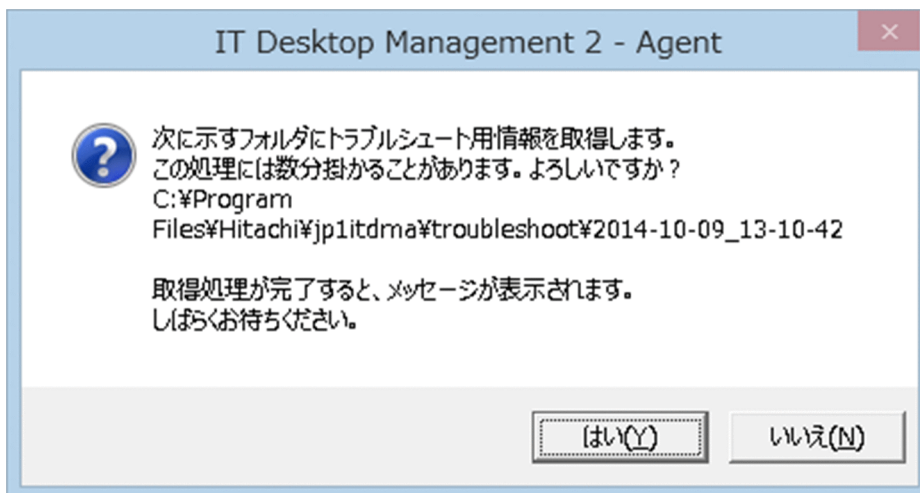 IT Desktop Management 2 - Agent
次に示すフォルダにトラブルシュート用情報を取得します。
この処理には数分掛かることがあります。よろしいですか？
C:¥Program
Files¥Hitachi¥jp1itdma¥troubleshoot¥2014-10-09_13-10-42
取得処理が完了すると、メッセージが表示されます。
しばらくお待ちください。
はい(Y)
いいえ(N)